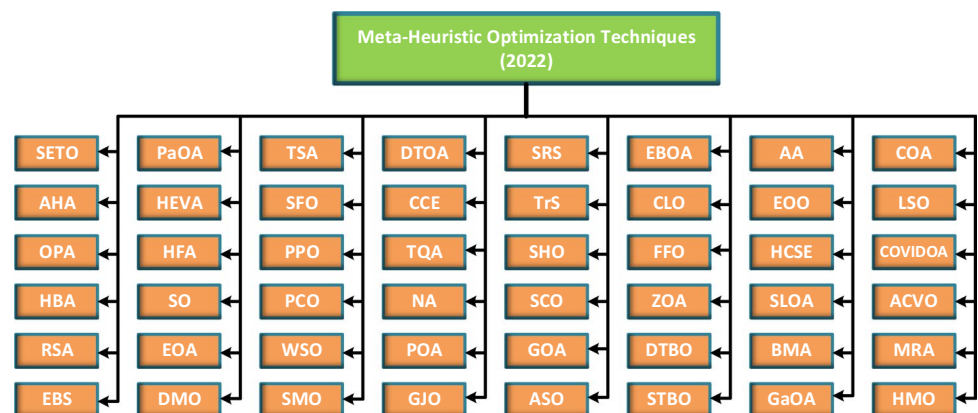 Meta-Heuristic Optimization Techniques
(2022)
SETO PaOA TSA DTOA SRS EBOA AA COA
AHA HEVA SFO CCE TrS CLO EOO LSO
OPA HFA PPO TQA SHO FFO HCSE COVIDOA
HBA SO PCO NA SCO ZOA SLOA ACVO
RSA EOA WSO POA GOA DTBO BMA MRA
EBS DMO SMO GJO ASO STBO GaOA HMO